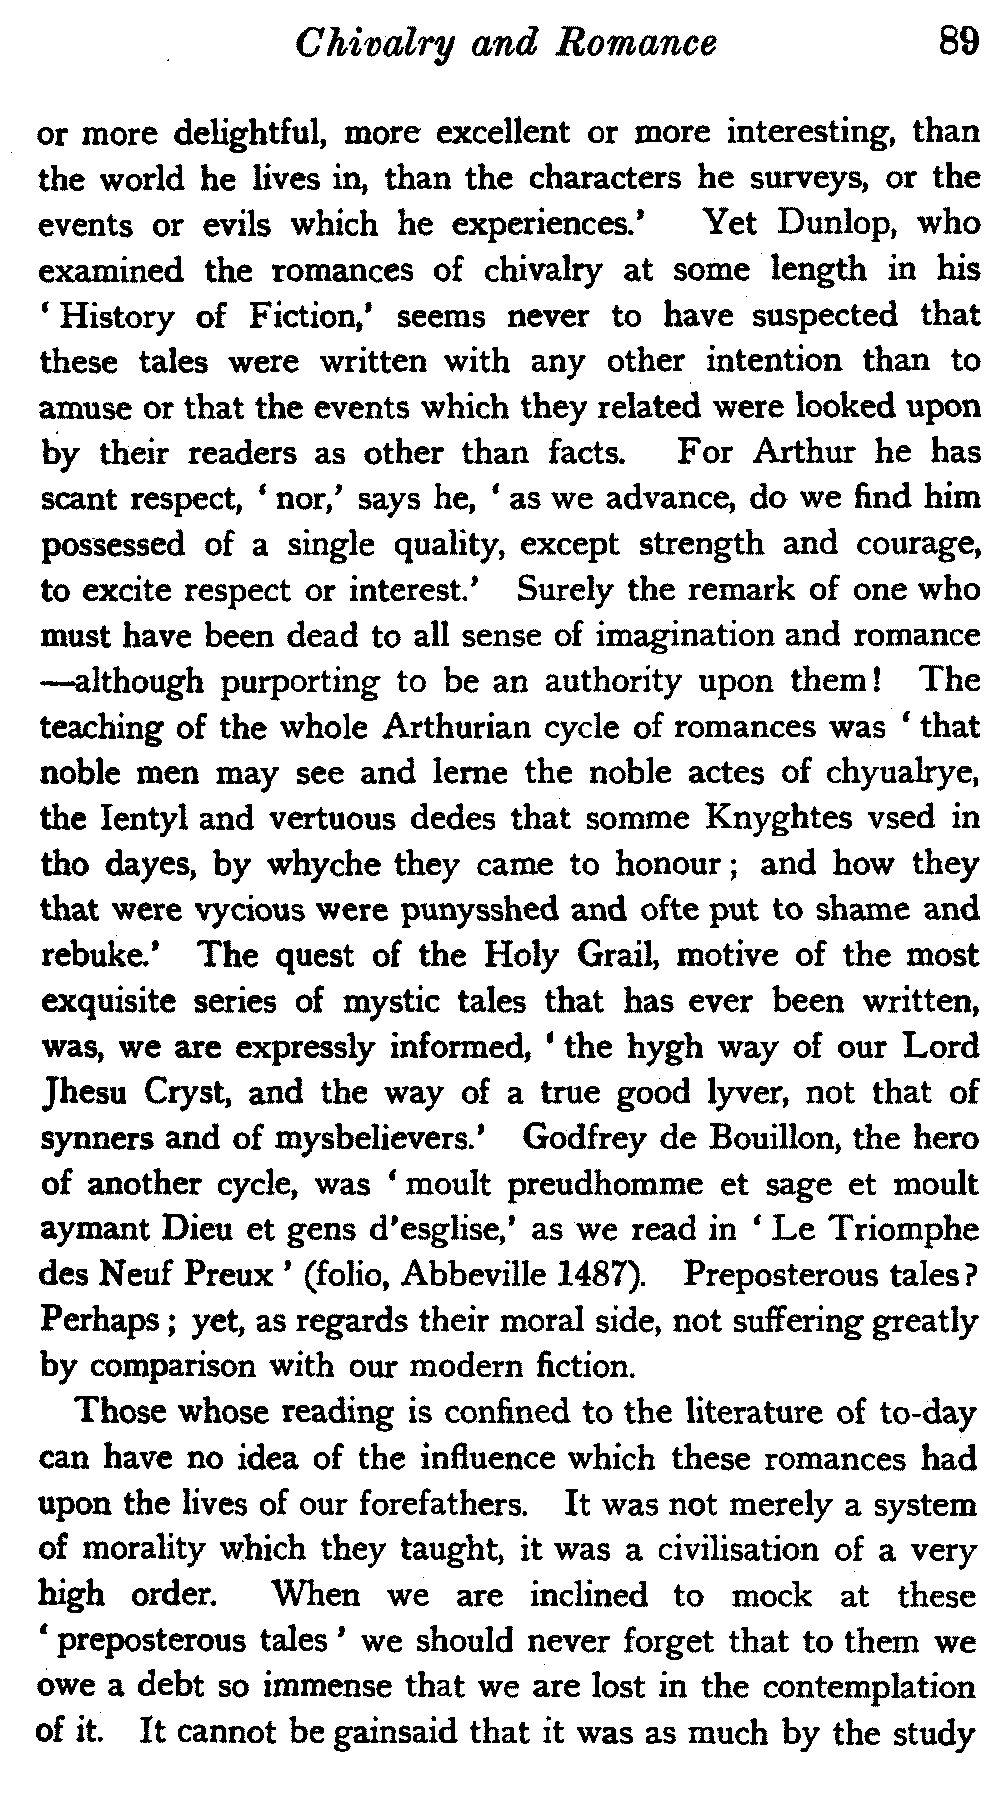 Chivalry and Romance 89
or more delightful, more excellent or more interesting, than
the world he lives in, than the characters he surveys, or the
events or evils which he experiences.’ Yet Dunlop, who
examined the romances of chivalry at some length in his
‘ History of Fiction,’ seems never to have suspected that
these tales were written with any other intention than to
amuse or that the events which they related were looked upon
by their readers as other than facts. For Arthur he has
scant respect, ‘ nor,’ says he, ‘ as we advance, do we find him
possessed of a single quality, except strength and courage,
to excite respect or interest.’ Surely the remark of one who
must have been dead to all sense of imagination and romance
—although purporting to be an authority upon them! The
teaching of the whole Arthurian cycle of romances was ‘ that
noble men may see and lerne the noble actes of chyualrye,
the Ientyl and vertuous dedes that somme Knyghtes vsed in
tho dayes, by whyche they came to honour ; and how they
that were vycious were punysshed and ofte put to shame and
rebuke.’ The quest of the Holy Grail, motive of the most
exquisite series of mystic tales that has ever been written,
was, we are expressly informed, ‘ the hygh way of our Lord
Jhesu Cryst, and the way of a true good lyver, not that of
synners and of mysbelievers.’ Godfrey de Bouillon, the hero
of another cycle, was ‘ moult preudhomme et sage et moult
aymant Dieu et gens d’esglise,’ as we read in ‘ Le Triomphe
des Neuf Preux ’ (folio, Abbeville 1487). Preposterous tales?
Perhaps ; yet, as regards their moral side, not suffering greatly
by comparison with our modern fiction.
Those whose reading is confined to the literature of to-day
can have no idea of the influence which these romances had
upon the lives of our forefathers. It was not merely a system
of morality which they taught, it was a civilisation of a very
high order. When we are inclined to mock at these
‘ preposterous tales ’ we should never forget that to them we
owe a debt so immense that we are lost in the contemplation
of it. It cannot be gainsaid that it was as much by the study